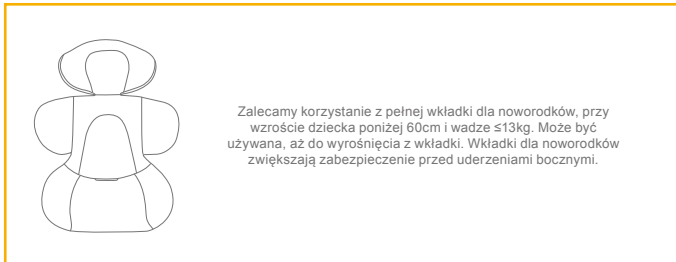 Zalecamy korzystanie z pełnej wkładki dla noworodków, przy
wzroście dziecka poniżej 60cm i wadze ≤13kg. Może być
używana, aż do wyrośnięcia z wkładki. Wkładki dla noworodków
zwiększają zabezpieczenie przed uderzeniami bocznymi.